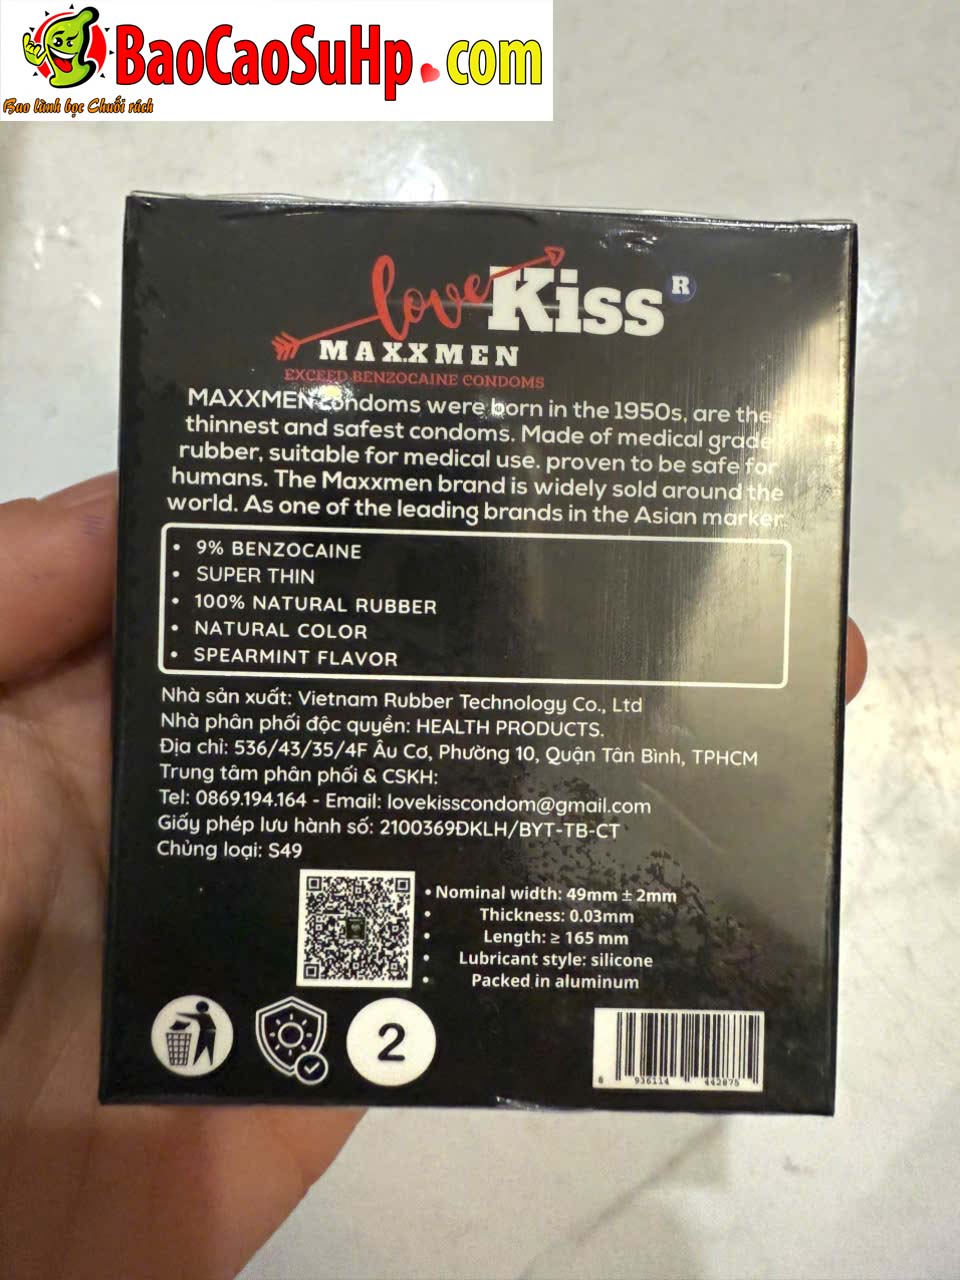 BaoCaoSuHp.com
Bao lãnh bọc Chuối rách
love Kiss R
MAXXMEN
EXCEED BENZOCAINE CONDOMS
MAXXMEN condoms were born in the 1950s, are the
thinnest and safest condoms. Made of medical grade
rubber, suitable for medical use. proven to be safe for
humans. The Maxxmen brand is widely sold around the
world. As one of the leading brands in the Asian marker.
• 9% BENZOCAINE
• SUPER THIN
• 100% NATURAL RUBBER
• NATURAL COLOR
• SPEARMINT FLAVOR
Nhà sản xuất: Vietnam Rubber Technology Co., Ltd
Nhà phân phối độc quyền: HEALTH PRODUCTS.
Địa chỉ: 536/43/35/4F Âu Cơ, Phường 10, Quận Tân Bình, TPHCM
Trung tâm phân phối & CSKH:
Tel: 0869.194.164 - Email: lovekisscondom@gmail.com
Giấy phép lưu hành số: 2100369ĐKLH/BYT-TB-CT
Chủng loại: S49
• Nominal width: 49mm ± 2mm
• Thickness: 0.03mm
• Length: ≥ 165 mm
• Lubricant style: silicone
• Packed in aluminum
2
8 936114 442875